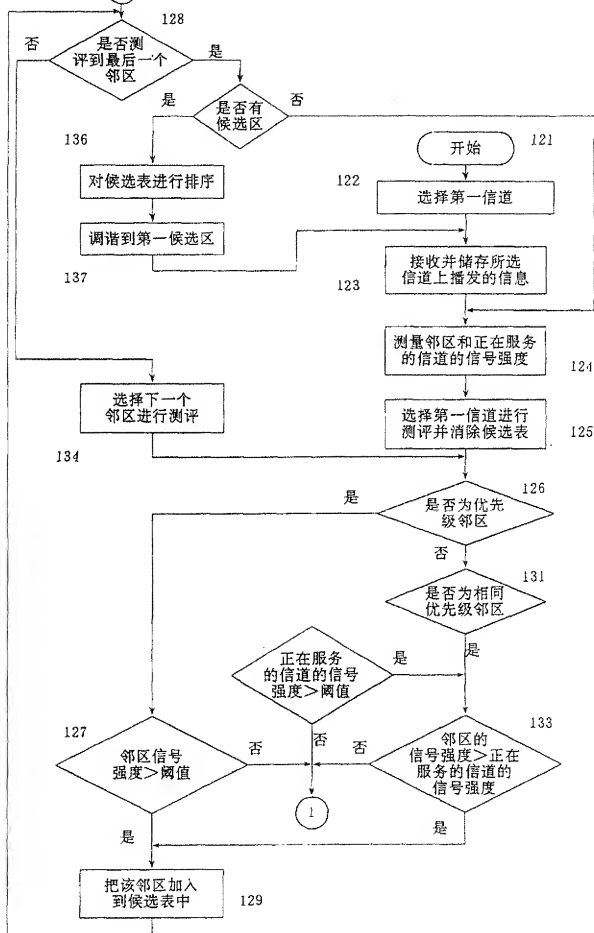 128
否
是否测
评到最后一个
邻区
是
是
是否有
候选区
否
136
对候选表进行排序
调谐到第一候选区
137
开始
121
122
选择第一信道
接收并储存所选
信道上播发的信息
123
测量邻区和正在服务
的信道的信号强度
124
选择下一个
邻区进行测评
134
选择第一信道进行
测评并消除候选表
125
是
126
是否为优先
级邻区
否
131
是否为相同
优先级邻区
是
正在服务
的信道的信号
强度>阈值
是
否
127
邻区信号
强度>阈值
否
否
133
邻区的
信号强度>正在
服务的信道的
信号强度
1
是
是
把该邻区加入
到候选表中
129